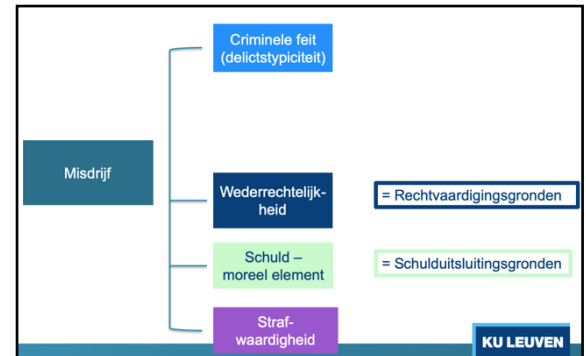 Criminele feit
(delictstypiciteit)
Misdrijf
Wederrechtelijk-
heid
= Rechtvaardigingsgronden
Schuld –
moreel element
= Schulduitsluitingsgronden
Straf-
waardigheid
KU LEUVEN